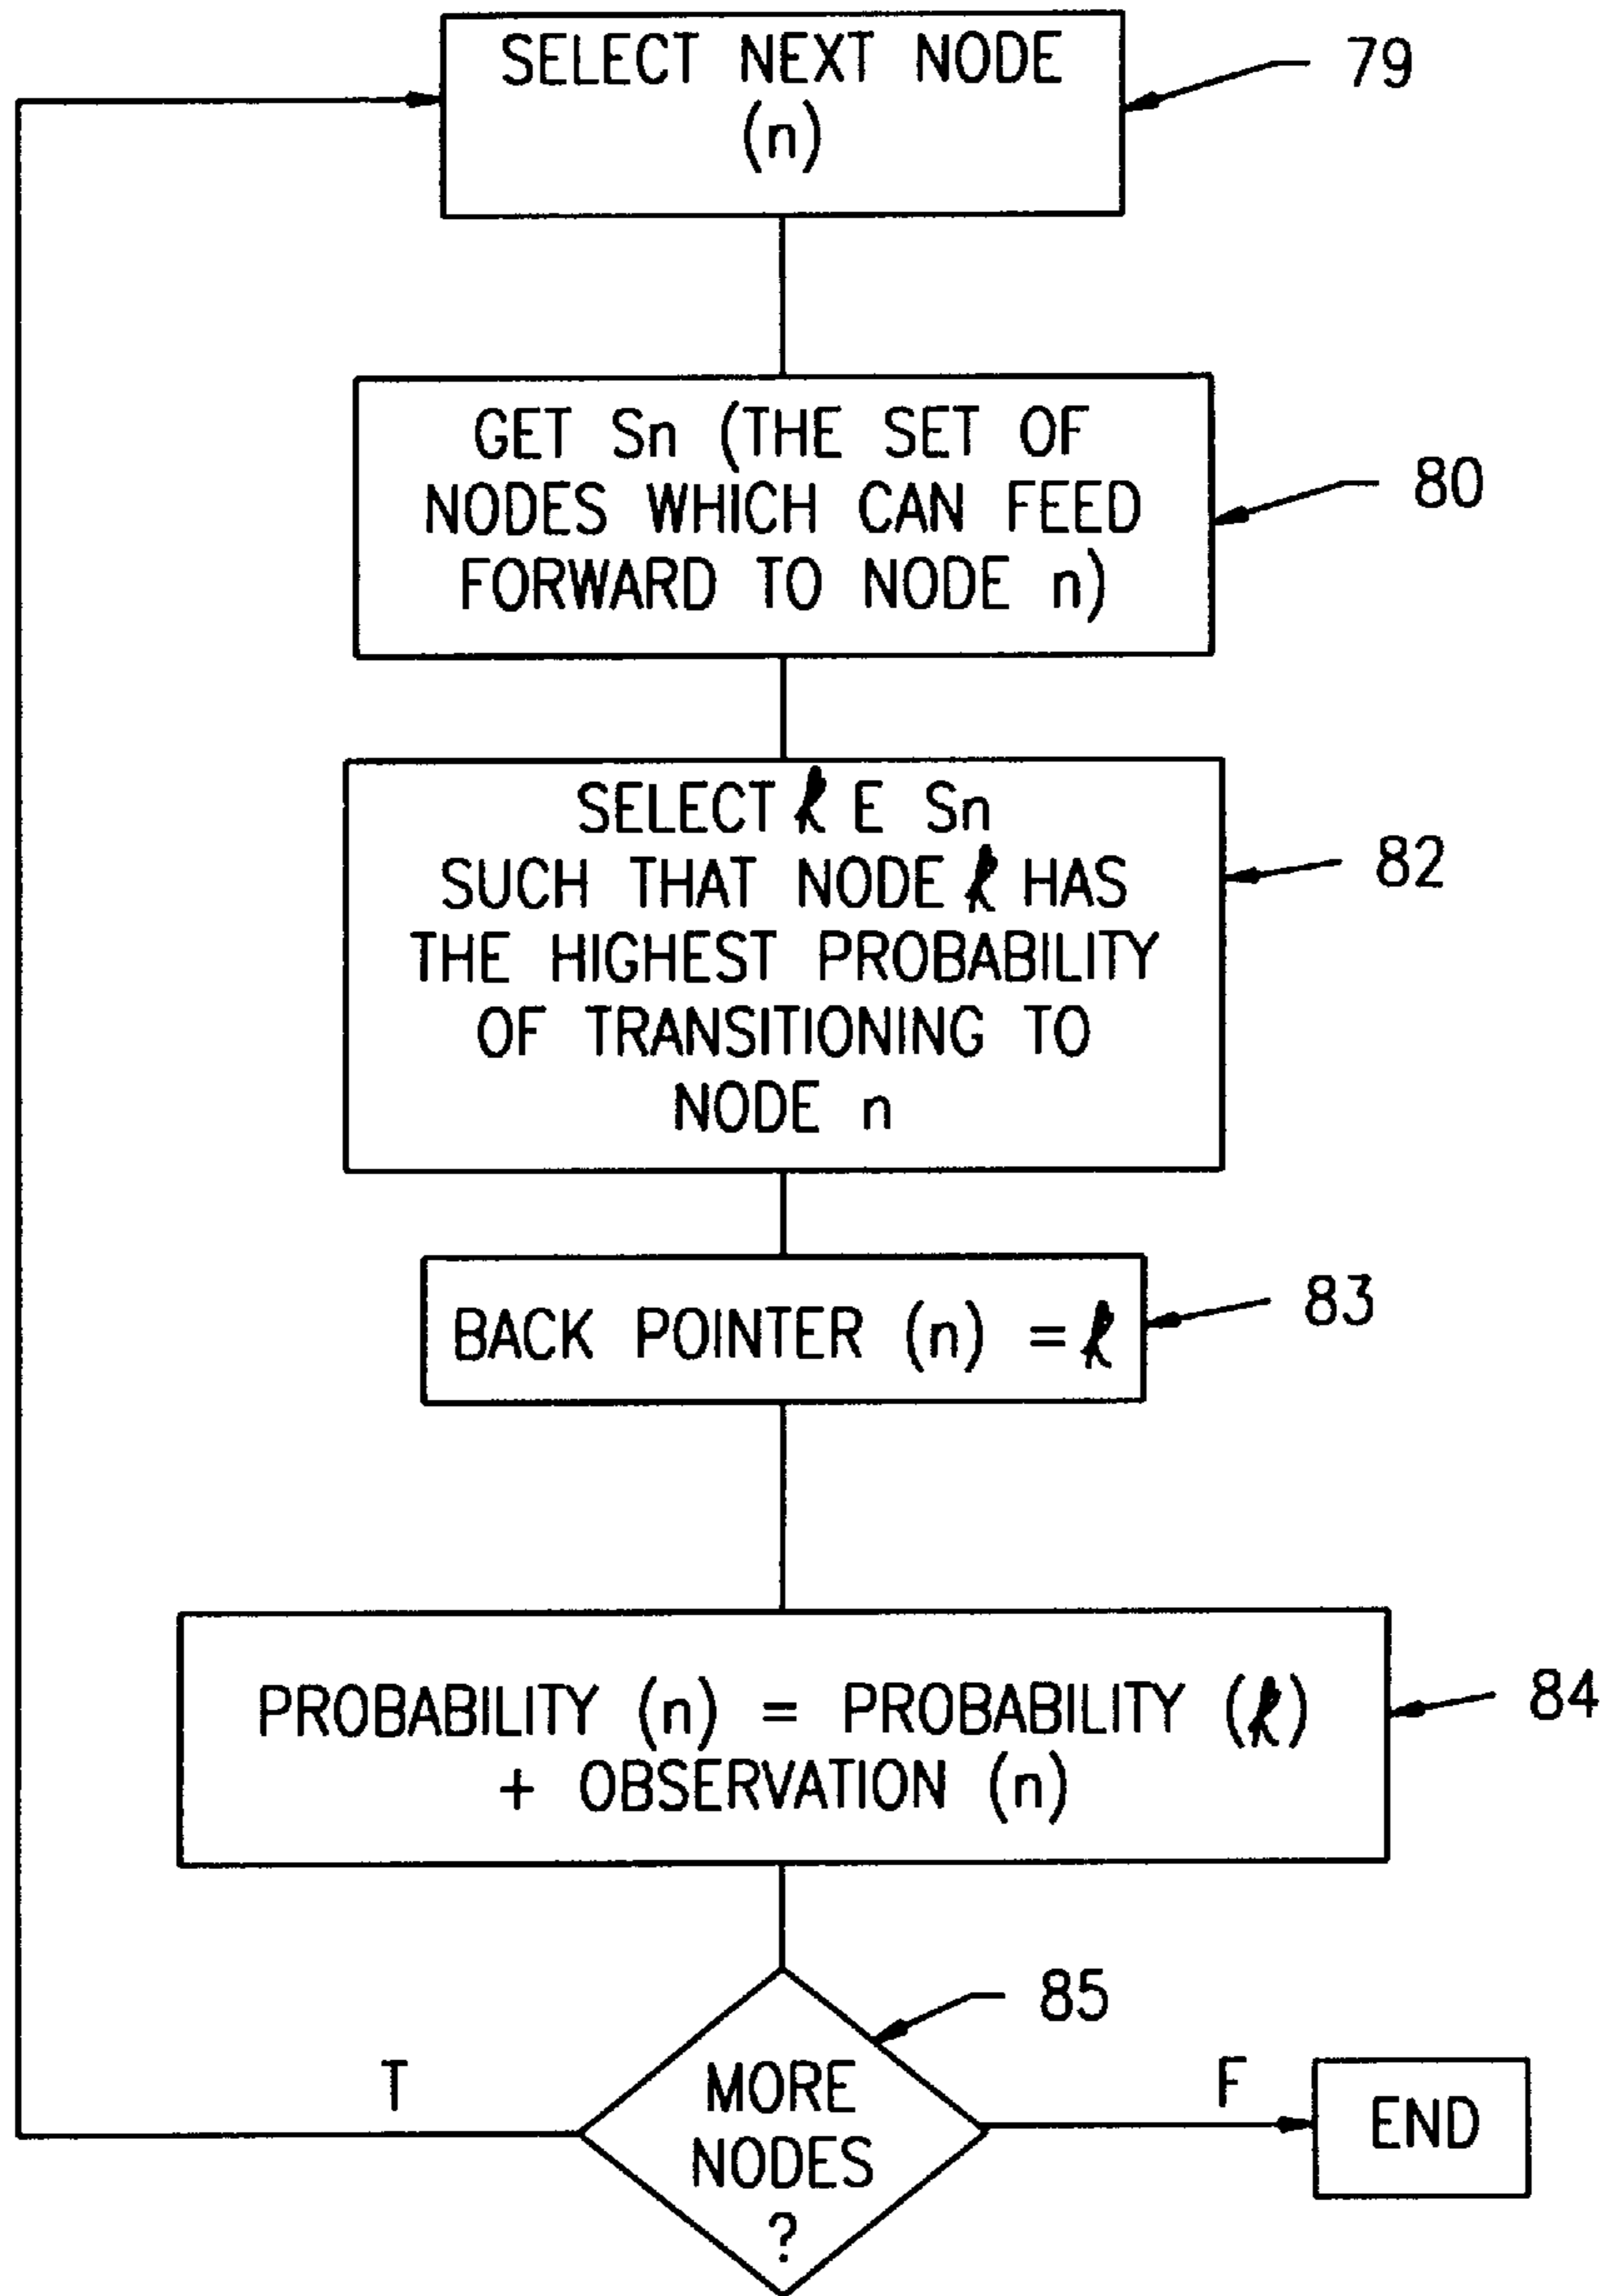 SELECT NEXT NODE
(n)
79
GET Sn (THE SET OF
NODES WHICH CAN FEED
FORWARD TO NODE n)
80
SELECT ℓ E Sn
SUCH THAT NODE ℓ HAS
THE HIGHEST PROBABILITY
OF TRANSITIONING TO
NODE n
82
BACK POINTER (n) = ℓ
83
PROBABILITY (n) = PROBABILITY (ℓ)
+ OBSERVATION (n)
84
85
MORE
NODES
?
T
F
END